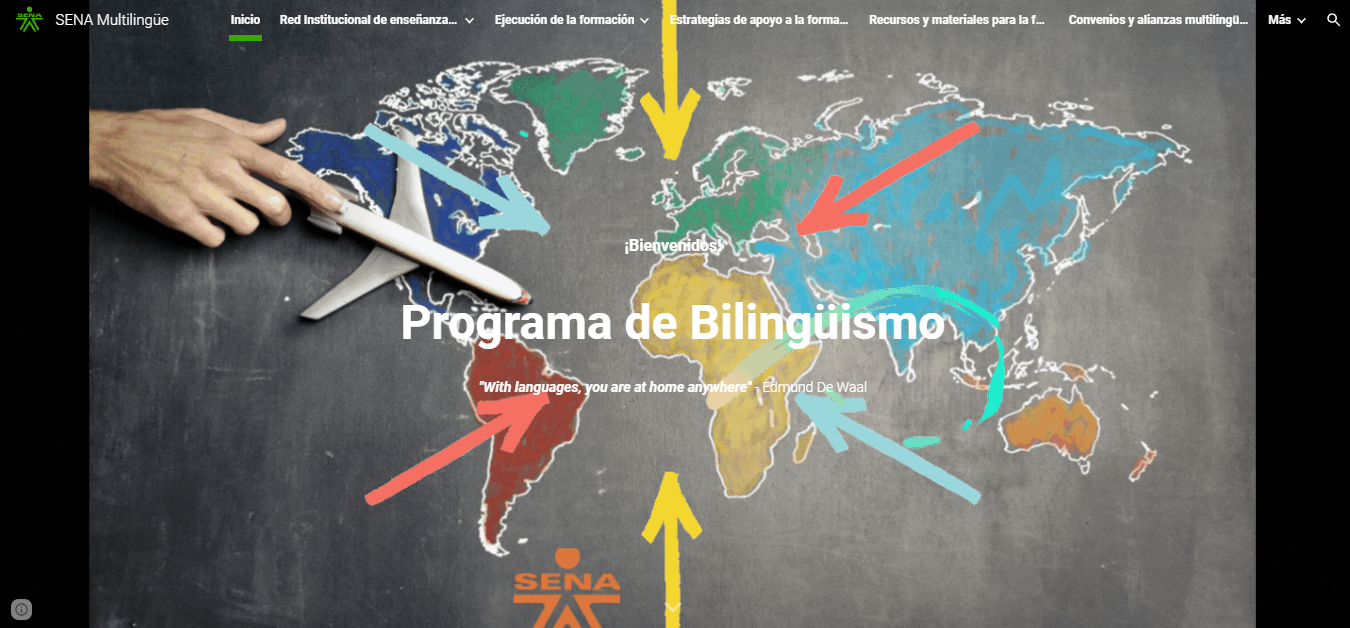 SENA Multilingüe
Inicio
Red Institucional de enseñanza...
Ejecución de la formación
Estrategias de apoyo a la forma...
Recursos y materiales para la f...
Convenios y alianzas multilingü...
Más
¡Bienvenidos!
Programa de Bilingüismo
"With languages, you are at home anywhere" - Edmund De Waal
SENA